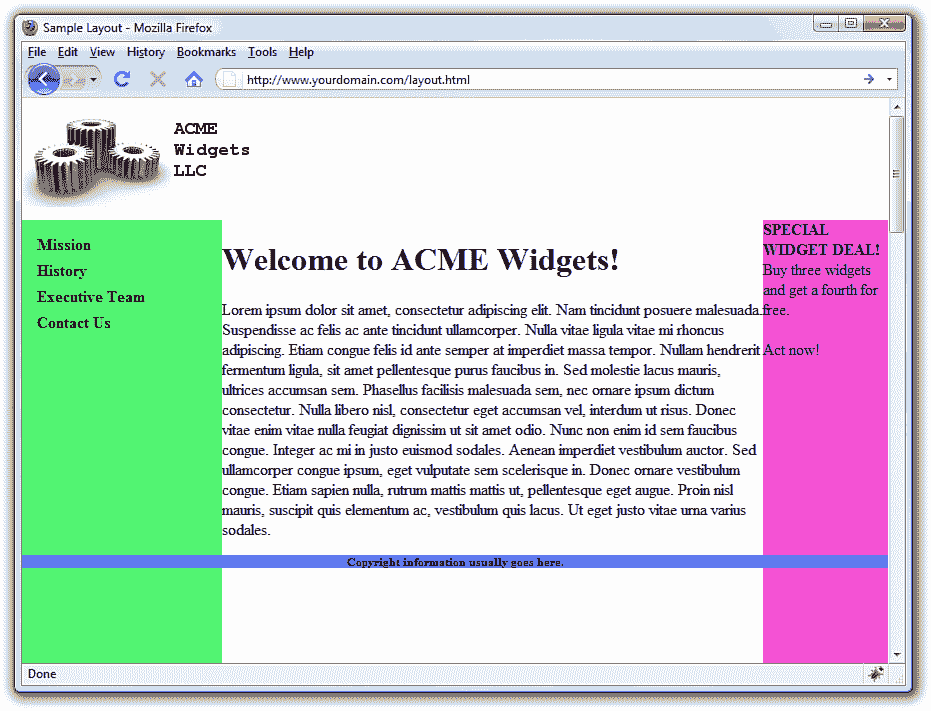 Sample Layout - Mozilla Firefox
File Edit View History Bookmarks Tools Help
http://www.yourdomain.com/layout.html
ACME
Widgets
LLC
Mission
History
Executive Team
Contact Us
Welcome to ACME Widgets!
Lorem ipsum dolor sit amet, consectetur adipiscing elit. Nam tincidunt posuere malesuada.
Suspendisse ac felis ac ante tincidunt ullamcorper. Nulla vitae ligula vitae mi rhoncus
adipiscing. Etiam congue felis id ante semper at imperdiet massa tempor. Nullam hendrerit
fermentum ligula, sit amet pellentesque purus faucibus in. Sed molestie lacus mauris,
ultrices accumsan sem. Phasellus facilisis malesuada sem, nec ornare ipsum dictum
consectetur. Nulla libero nisl, consectetur eget accumsan vel, interdum ut risus. Donec
vitae enim vitae nulla feugiat dignissim ut sit amet odio. Nunc non enim id sem faucibus
congue. Integer ac mi in justo euismod sodales. Aenean imperdiet vestibulum auctor. Sed
ullamcorper congue ipsum, eget vulputate sem scelerisque in. Donec ornare vestibulum
congue. Etiam sapien nulla, rutrum mattis mattis ut, pellentesque eget augue. Proin nisl
mauris, suscipit quis elementum ac, vestibulum quis lacus. Ut eget justo vitae urna varius
sodales.
SPECIAL
WIDGET DEAL!
Buy three widgets
and get a fourth for
free.
Act now!
Copyright information usually goes here.
Done